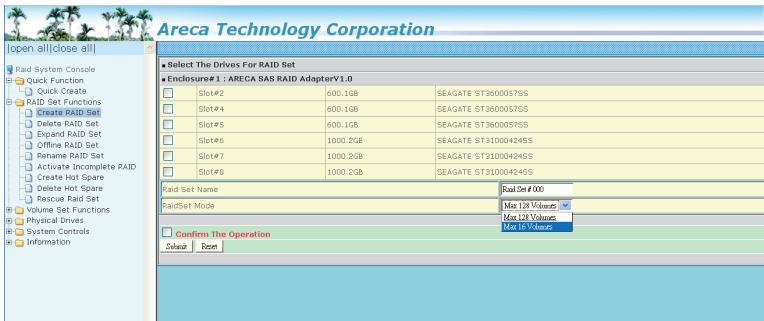 Areca Technology Corporation
|open all|close all|
Raid System Console
Quick Function
Quick Create
RAID Set Functions
Create RAID Set
Delete RAID Set
Expand RAID Set
Offline RAID Set
Rename RAID Set
Activate Incomplete RAID
Create Hot Spare
Delete Hot Spare
Rescue Raid Set
Volume Set Functions
Physical Drives
System Controls
Information
Select The Drives For RAID Set
Enclosure#1 : ARECA SAS RAID AdapterV1.0
Slot#2 600.1GB SEAGATE ST3600057SS
Slot#4 600.1GB SEAGATE ST3600057SS
Slot#5 600.1GB SEAGATE ST3600057SS
Slot#6 1000.2GB SEAGATE ST31000424SS
Slot#7 1000.2GB SEAGATE ST31000424SS
Slot#8 1000.2GB SEAGATE ST31000424SS
Raid Set Name Raid Set # 000
RaidSet Mode Max 128 Volumes
Max 128 Volumes
Max 16 Volumes
Confirm The Operation
Submit Reset